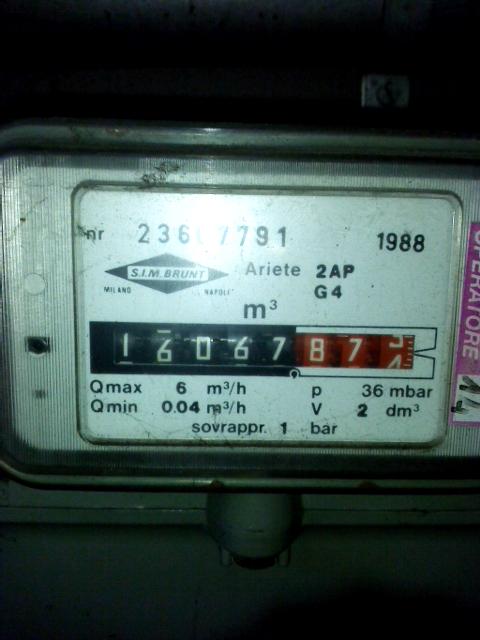 nr 1988
S.I.M. BRUNT Ariete 2AP
MILANO NAPOLI G4
m³
1 6 0 6 7 8 7
Qmax 6 m³/h p 36 mbar
Qmin 0.04 m³/h V 2 dm³
sovrappr. 1 bar
OPERATORE